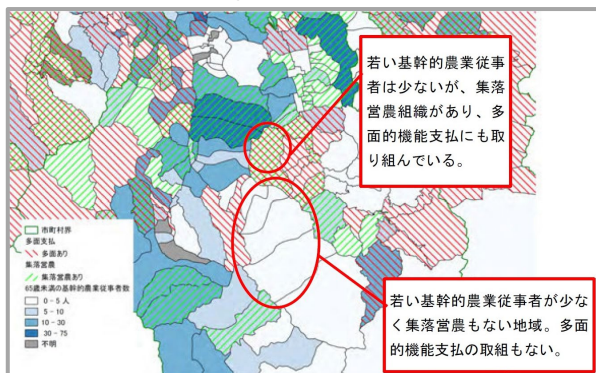 若い基幹的農業従事
者は少ないが、集落
営農組織があり、多
面的機能支払にも取
り組んでいる。
市町村界
多面支払
多面あり
集落営農
集落営農あり
65歳未満の基幹的農業従事者数
0 - 5 人
5 - 10
10 - 30
30 - 75
不明
若い基幹的農業従事者が少な
く集落営農もない地域。多面
的機能支払の取組もない。